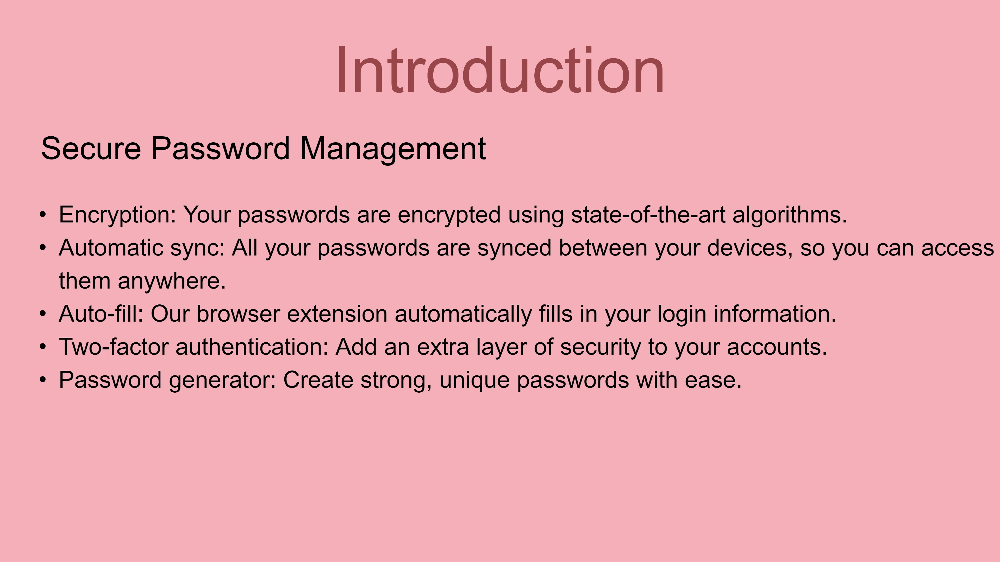 Introduction
Secure Password Management
• Encryption: Your passwords are encrypted using state-of-the-art algorithms.
• Automatic sync: All your passwords are synced between your devices, so you can access
them anywhere.
• Auto-fill: Our browser extension automatically fills in your login information.
• Two-factor authentication: Add an extra layer of security to your accounts.
• Password generator: Create strong, unique passwords with ease.